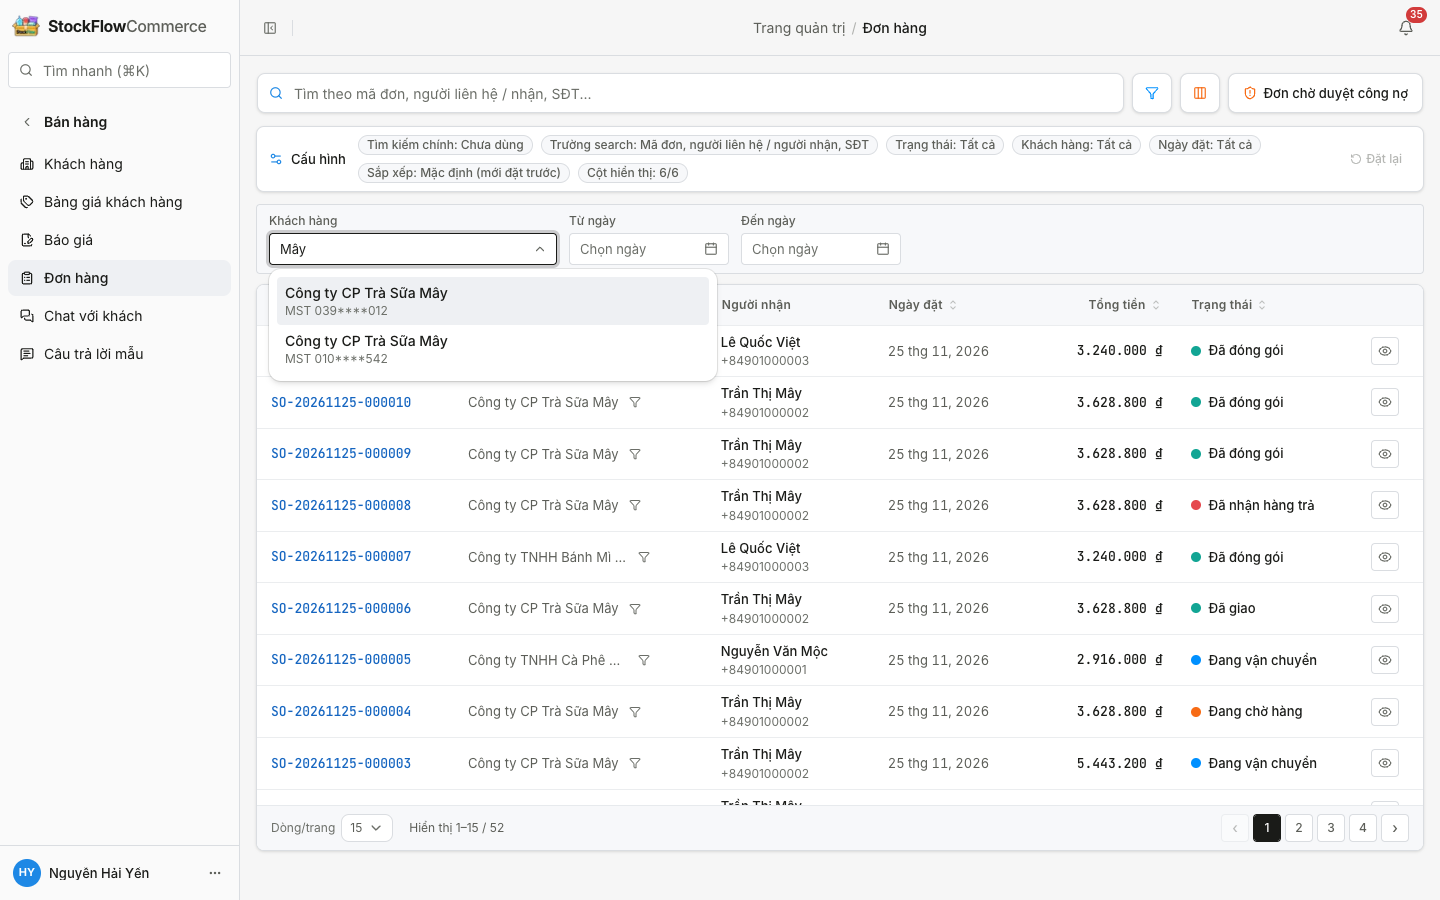 StockFlowCommerce
Tìm nhanh (⌘K)
Bán hàng
Khách hàng
Bảng giá khách hàng
Báo giá
Đơn hàng
Chat với khách
Câu trả lời mẫu
HY Nguyễn Hải Yến
Trang quản trị / Đơn hàng
35
Tìm theo mã đơn, người liên hệ / nhận, SĐT...
Đơn chờ duyệt công nợ
Cấu hình
Tìm kiếm chính: Chưa dùng
Trường search: Mã đơn, người liên hệ / người nhận, SĐT
Trạng thái: Tất cả
Khách hàng: Tất cả
Ngày đặt: Tất cả
Sắp xếp: Mặc định (mới đặt trước)
Cột hiển thị: 6/6
Đặt lại
Khách hàng Từ ngày Đến ngày
Mây Chọn ngày Chọn ngày
Công ty CP Trà Sữa Mây
MST 039****012
Công ty CP Trà Sữa Mây
MST 010****542
Người nhận Ngày đặt Tổng tiền Trạng thái
Lê Quốc Việt
+84901000003
25 thg 11, 2026 3.240.000 ₫ Đã đóng gói
SO-20261125-000010 Công ty CP Trà Sữa Mây
Trần Thị Mây
+84901000002
25 thg 11, 2026 3.628.800 ₫ Đã đóng gói
SO-20261125-000009 Công ty CP Trà Sữa Mây
Trần Thị Mây
+84901000002
25 thg 11, 2026 3.628.800 ₫ Đã đóng gói
SO-20261125-000008 Công ty CP Trà Sữa Mây
Trần Thị Mây
+84901000002
25 thg 11, 2026 3.628.800 ₫ Đã nhận hàng trả
SO-20261125-000007 Công ty TNHH Bánh Mì ...
Lê Quốc Việt
+84901000003
25 thg 11, 2026 3.240.000 ₫ Đã đóng gói
SO-20261125-000006 Công ty CP Trà Sữa Mây
Trần Thị Mây
+84901000002
25 thg 11, 2026 3.628.800 ₫ Đã giao
SO-20261125-000005 Công ty TNHH Cà Phê ...
Nguyễn Văn Mộc
+84901000001
25 thg 11, 2026 2.916.000 ₫ Đang vận chuyển
SO-20261125-000004 Công ty CP Trà Sữa Mây
Trần Thị Mây
+84901000002
25 thg 11, 2026 3.628.800 ₫ Đang chờ hàng
SO-20261125-000003 Công ty CP Trà Sữa Mây
Trần Thị Mây
+84901000002
25 thg 11, 2026 5.443.200 ₫ Đang vận chuyển
Trần Thị Mây
Dòng/trang 15 Hiển thị 1–15 / 52
‹ 1 2 3 4 ›